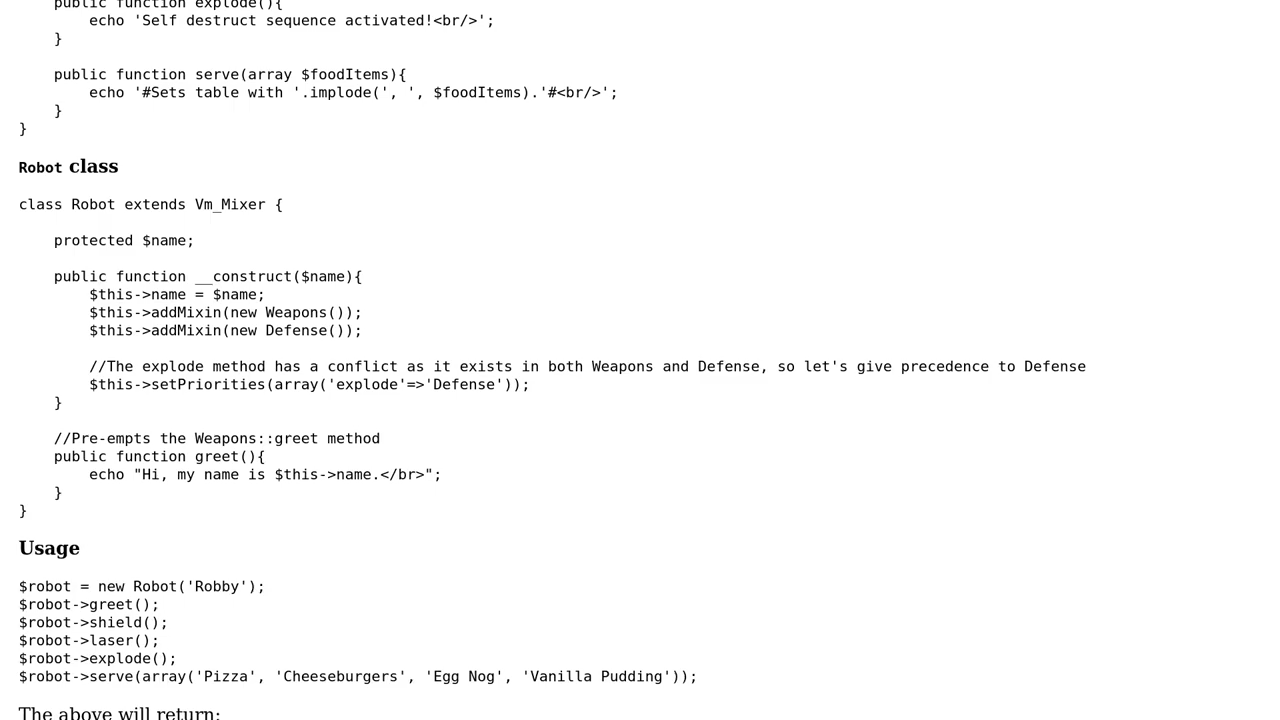 public function explode(){
        echo 'Self destruct sequence activated!<br/>';
    }

    public function serve(array $foodItems){
        echo '#Sets table with '.implode(', ', $foodItems).'#<br/>';
    }
}
Robot class
class Robot extends Vm_Mixer {

    protected $name;

    public function __construct($name){
        $this->name = $name;
        $this->addMixin(new Weapons());
        $this->addMixin(new Defense());

        //The explode method has a conflict as it exists in both Weapons and Defense, so let's give precedence to Defense
        $this->setPriorities(array('explode'=>'Defense'));
    }

    //Pre-empts the Weapons::greet method
    public function greet(){
        echo "Hi, my name is $this->name.</br>";
    }
}
Usage
$robot = new Robot('Robby');
$robot->greet();
$robot->shield();
$robot->laser();
$robot->explode();
$robot->serve(array('Pizza', 'Cheeseburgers', 'Egg Nog', 'Vanilla Pudding'));
The above will return: